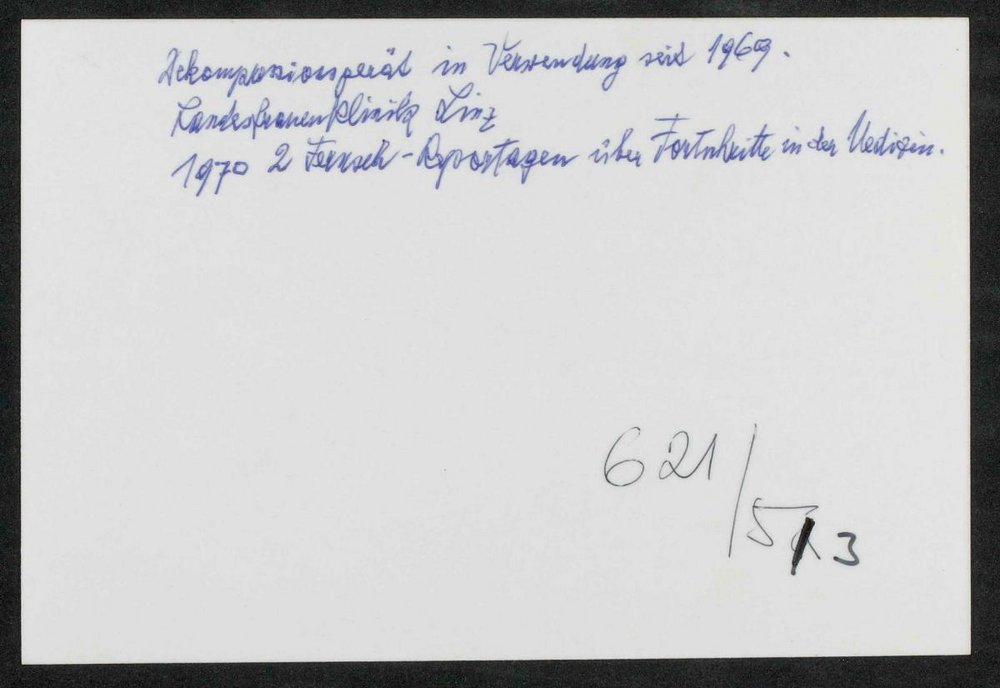 Dekompressionsgerät in Verwendung seit 1969.
Landesfrauenklinik Linz
1970 2 Fernseh-Reportagen über Fortschritte in der Medizin.
621/5
3